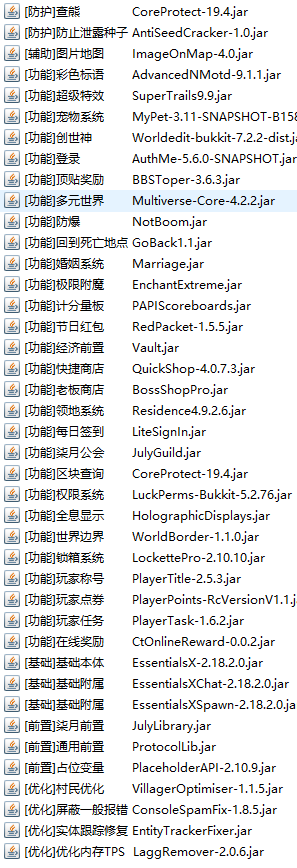 [防护]查熊 CoreProtect-19.4.jar
[防护]防止泄露种子 AntiSeedCracker-1.0.jar
[辅助]图片地图 ImageOnMap-4.0.jar
[功能]彩色标语 AdvancedNMotd-9.1.1.jar
[功能]超级特效 SuperTrails9.9.jar
[功能]宠物系统 MyPet-3.11-SNAPSHOT-B158
[功能]创世神 Worldedit-bukkit-7.2.2-dist.j
[功能]登录 AuthMe-5.6.0-SNAPSHOT.jar
[功能]顶贴奖励 BBSToper-3.6.3.jar
[功能]多元世界 Multiverse-Core-4.2.2.jar
[功能]防爆 NotBoom.jar
[功能]回到死亡地点 GoBack1.1.jar
[功能]婚姻系统 Marriage.jar
[功能]极限附魔 EnchantExtreme.jar
[功能]计分量板 PAPIScoreboards.jar
[功能]节日红包 RedPacket-1.5.5.jar
[功能]经济前置 Vault.jar
[功能]快捷商店 QuickShop-4.0.7.3.jar
[功能]老板商店 BossShopPro.jar
[功能]领地系统 Residence4.9.2.6.jar
[功能]每日签到 LiteSignIn.jar
[功能]柒月公会 JulyGuild.jar
[功能]区块查询 CoreProtect-19.4.jar
[功能]权限系统 LuckPerms-Bukkit-5.2.76.jar
[功能]全息显示 HolographicDisplays.jar
[功能]世界边界 WorldBorder-1.1.0.jar
[功能]锁箱系统 LockettePro-2.10.10.jar
[功能]玩家称号 PlayerTitle-2.5.3.jar
[功能]玩家点券 PlayerPoints-RcVersionV1.1.j
[功能]玩家任务 PlayerTask-1.6.2.jar
[功能]在线奖励 CtOnlineReward-0.0.2.jar
[基础]基础本体 EssentialsX-2.18.2.0.jar
[基础]基础附属 EssentialsXChat-2.18.2.0.jar
[基础]基础附属 EssentialsXSpawn-2.18.2.0.jar
[前置]柒月前置 JulyLibrary.jar
[前置]通用前置 ProtocolLib.jar
[前置]占位变量 PlaceholderAPI-2.10.9.jar
[优化]村民优化 VillagerOptimiser-1.1.5.jar
[优化]屏蔽一般报错 ConsoleSpamFix-1.8.5.jar
[优化]实体跟踪修复 EntityTrackerFixer.jar
[优化]优化内存TPS LaggRemover-2.0.6.jar